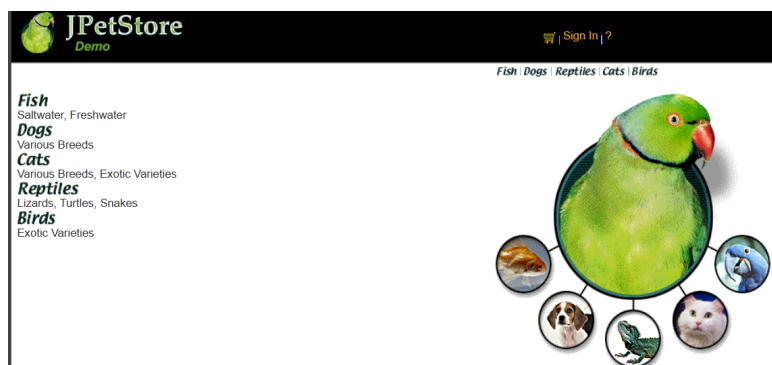 JPetStore
Demo
| Sign In | ?
Fish | Dogs | Reptiles | Cats | Birds
Fish
Saltwater, Freshwater
Dogs
Various Breeds
Cats
Various Breeds, Exotic Varieties
Reptiles
Lizards, Turtles, Snakes
Birds
Exotic Varieties